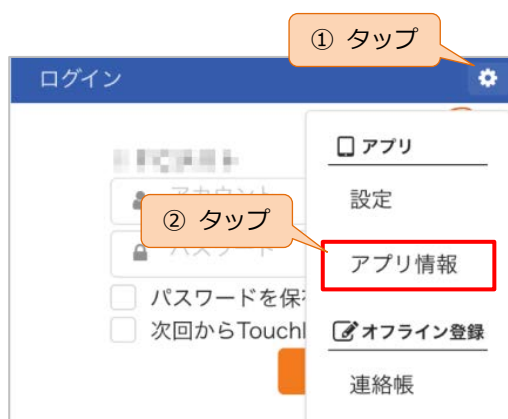 ① タップ
ログイン
アプリ
アカウント
設定
② タップ
パスワード
アプリ情報
パスワードを保
次回からTouchI
オフライン登録
連絡帳